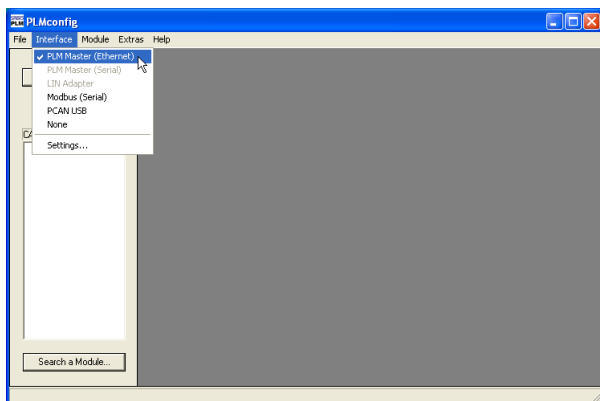 PLMconfig
File Interface Module Extras Help
PLM Master (Ethernet)
PLM Master (Serial)
LIN Adapter
Modbus (Serial)
PCAN USB
None
Settings...
Search a Module...